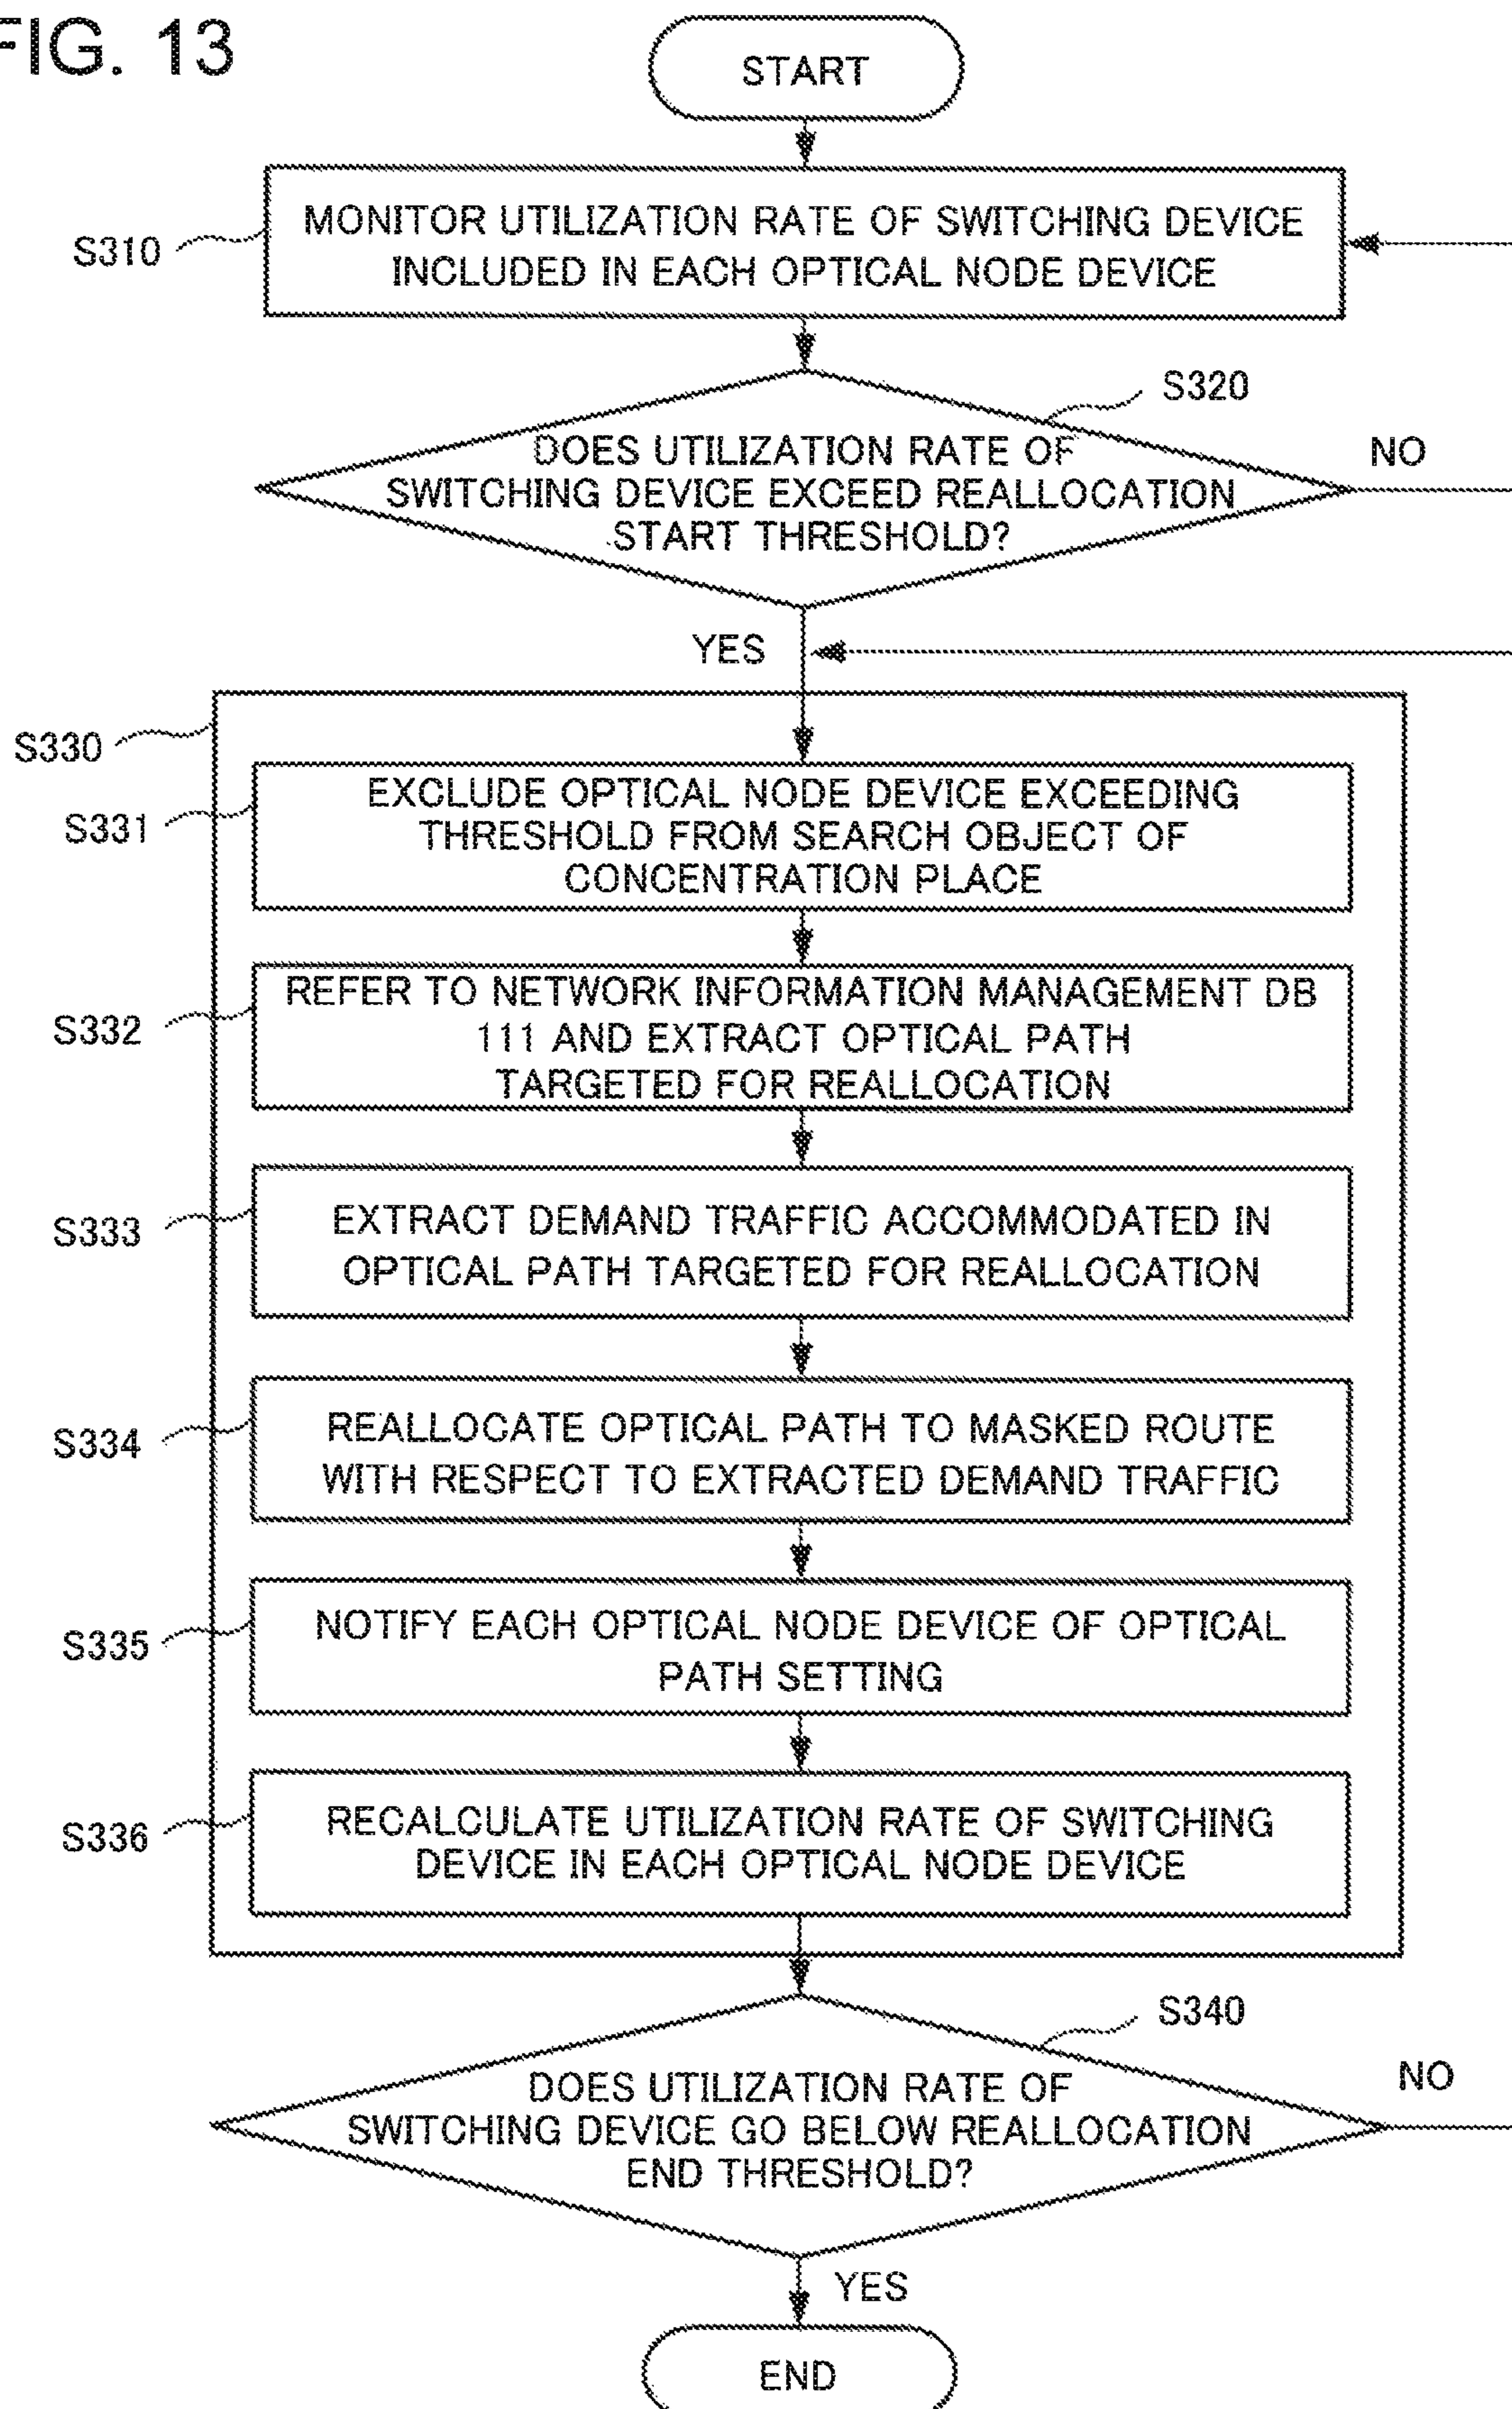 FIG. 13
START
S310
MONITOR UTILIZATION RATE OF SWITCHING DEVICE
INCLUDED IN EACH OPTICAL NODE DEVICE
S320
DOES UTILIZATION RATE OF
SWITCHING DEVICE EXCEED REALLOCATION
START THRESHOLD?
NO
YES
S330
S331
EXCLUDE OPTICAL NODE DEVICE EXCEEDING
THRESHOLD FROM SEARCH OBJECT OF
CONCENTRATION PLACE
S332
REFER TO NETWORK INFORMATION MANAGEMENT DB
111 AND EXTRACT OPTICAL PATH
TARGETED FOR REALLOCATION
S333
EXTRACT DEMAND TRAFFIC ACCOMMODATED IN
OPTICAL PATH TARGETED FOR REALLOCATION
S334
REALLOCATE OPTICAL PATH TO MASKED ROUTE
WITH RESPECT TO EXTRACTED DEMAND TRAFFIC
S335
NOTIFY EACH OPTICAL NODE DEVICE OF OPTICAL
PATH SETTING
S336
RECALCULATE UTILIZATION RATE OF SWITCHING
DEVICE IN EACH OPTICAL NODE DEVICE
S340
DOES UTILIZATION RATE OF
SWITCHING DEVICE GO BELOW REALLOCATION
END THRESHOLD?
NO
YES
END